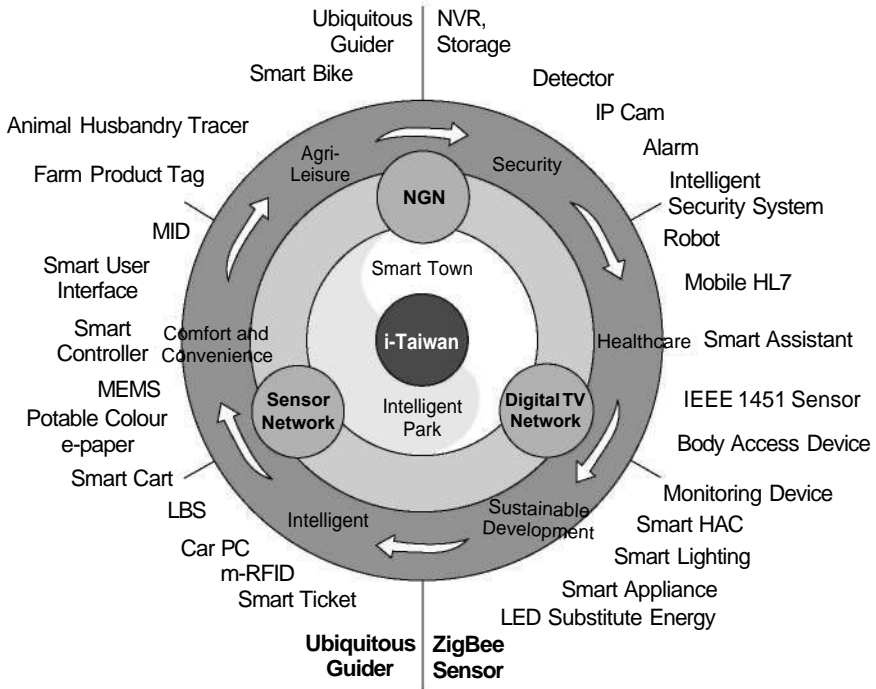 Ubiquitous
Guider
NVR,
Storage
Smart Bike
Detector
IP Cam
Animal Husbandry Tracer
Alarm
Agri-
Leisure
Security
Farm Product Tag
NGN
Intelligent
Security System
MID
Robot
Smart User
Interface
Smart Town
Mobile HL7
Smart
Controller
Comfort and
Convenience
i-Taiwan
Healthcare
Smart Assistant
MEMS
Sensor
Network
Intelligent
Park
Digital TV
Network
IEEE 1451 Sensor
Potable Colour
e-paper
Body Access Device
Smart Cart
Monitoring Device
LBS
Intelligent
Sustainable
Development
Smart HAC
Car PC
Smart Lighting
m-RFID
Smart Ticket
Smart Appliance
LED Substitute Energy
Ubiquitous
Guider
ZigBee
Sensor